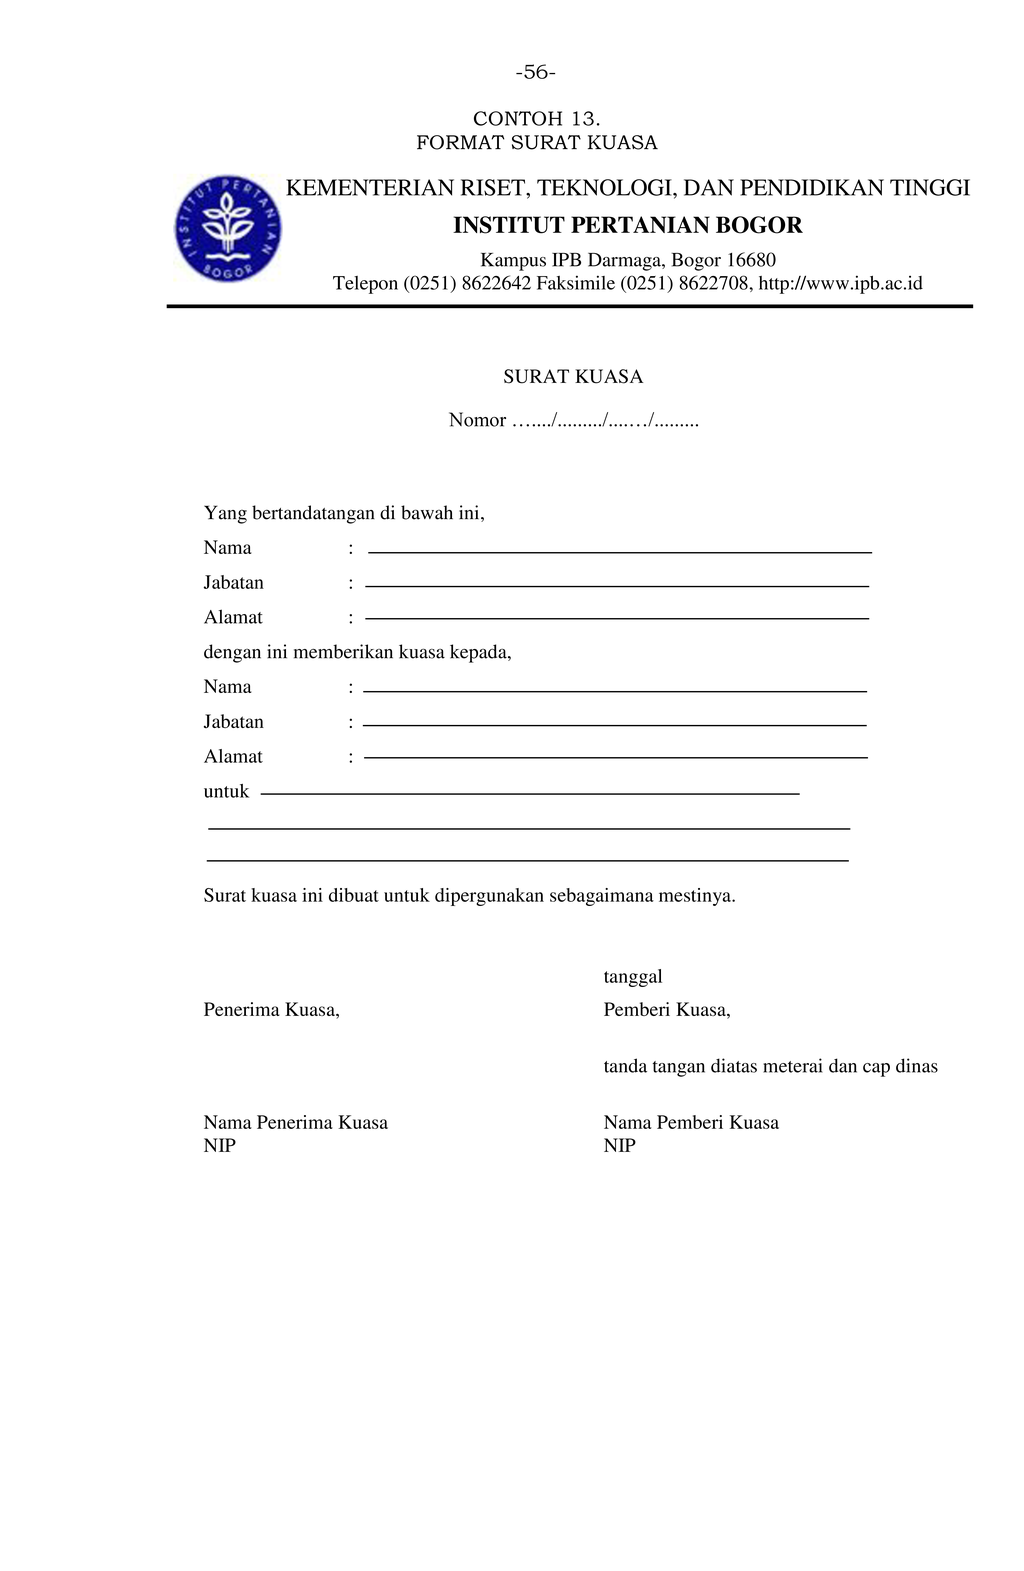 -56-
CONTOH 13.
FORMAT SURAT KUASA
INSTITUT PERTANIAN
BOGOR
KEMENTERIAN RISET, TEKNOLOGI, DAN PENDIDIKAN TINGGI
INSTITUT PERTANIAN BOGOR
Kampus IPB Darmaga, Bogor 16680
Telepon (0251) 8622642 Faksimile (0251) 8622708, http://www.ipb.ac.id
SURAT KUASA
Nomor …..../........./....…/.........
Yang bertandatangan di bawah ini,
Nama :
Jabatan :
Alamat :
dengan ini memberikan kuasa kepada,
Nama :
Jabatan :
Alamat :
untuk
Surat kuasa ini dibuat untuk dipergunakan sebagaimana mestinya.
tanggal
Penerima Kuasa, Pemberi Kuasa,
tanda tangan diatas meterai dan cap dinas
Nama Penerima Kuasa Nama Pemberi Kuasa
NIP NIP